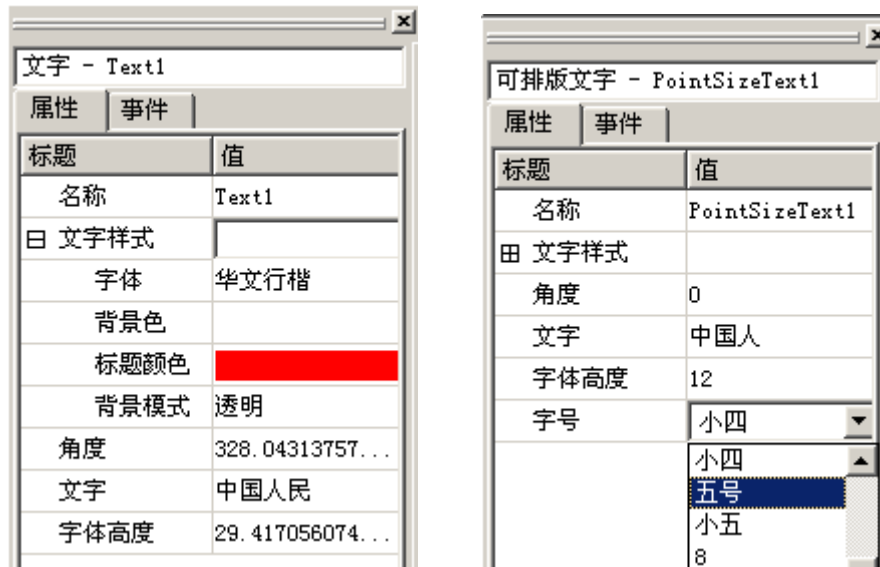 文字 - Text1
属性 事件
标题 值
名称 Text1
文字样式
字体 华文行楷
背景色
标题颜色
背景模式 透明
角度 328.04313757...
文字 中国人民
字体高度 29.417056074...
可排版文字 - PointSizeText1
属性 事件
标题 值
名称 PointSizeText1
文字样式
角度 0
文字 中国人
字体高度 12
字号 小四
小四
五号
小五
8